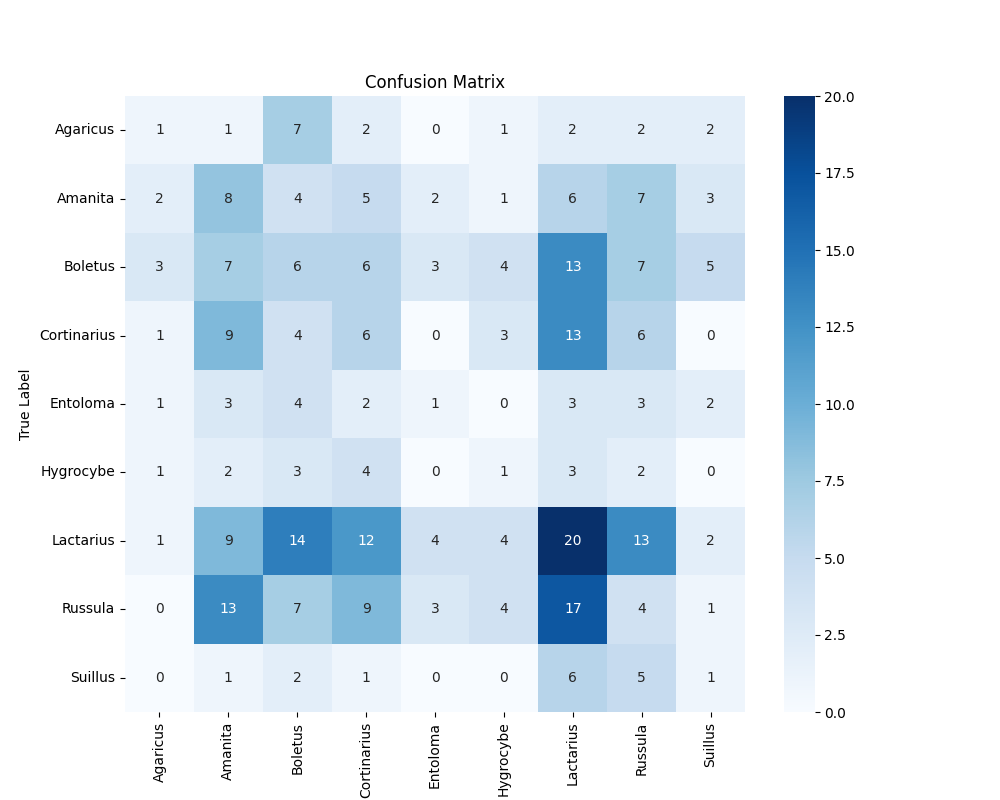 Confusion Matrix
True Label
Agaricus 1 1 7 2 0 1 2 2 2
Amanita 2 8 4 5 2 1 6 7 3
Boletus 3 7 6 6 3 4 13 7 5
Cortinarius 1 9 4 6 0 3 13 6 0
Entoloma 1 3 4 2 1 0 3 3 2
Hygrocybe 1 2 3 4 0 1 3 2 0
Lactarius 1 9 14 12 4 4 20 13 2
Russula 0 13 7 9 3 4 17 4 1
Suillus 0 1 2 1 0 0 6 5 1
Agaricus Amanita Boletus Cortinarius Entoloma Hygrocybe Lactarius Russula Suillus
20.0
17.5
15.0
12.5
10.0
7.5
5.0
2.5
0.0